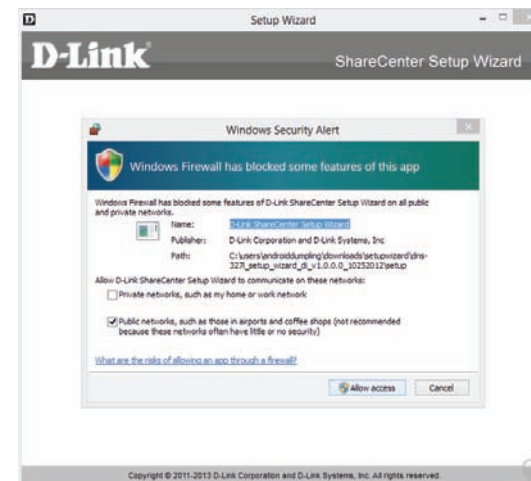 Setup Wizard
D-Link
ShareCenter Setup Wizard
Windows Security Alert
Windows Firewall has blocked some features of this app
Windows Firewall has blocked some features of D-Link ShareCenter Setup Wizard on all public
and private networks.
Name: D-Link ShareCenter Setup Wizard
Publisher: D-Link Corporation and D-Link Systems, Inc
Path: C:\users\androiddumpling\downloads\setupwizard\dns-
327l_setup_wizard_di_v1.0.0.0_10252012\setup
Allow D-Link ShareCenter Setup Wizard to communicate on these networks:
Private networks, such as my home or work network
Public networks, such as those in airports and coffee shops (not recommended
because these networks often have little or no security)
What are the risks of allowing an app through a firewall?
Allow access Cancel
Copyright © 2011-2013 D-Link Corporation and D-Link Systems, Inc. All rights reserved.